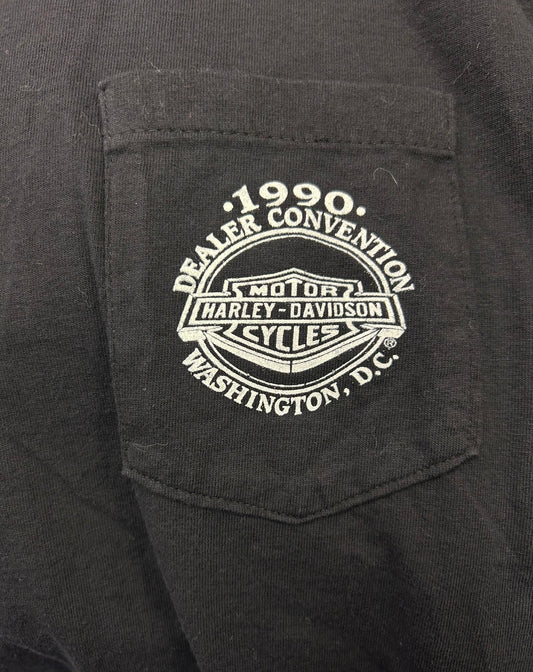 ·1990·
DEALER CONVENTION
MOTOR
HARLEY-DAVIDSON
CYCLES
WASHINGTON, D.C.®